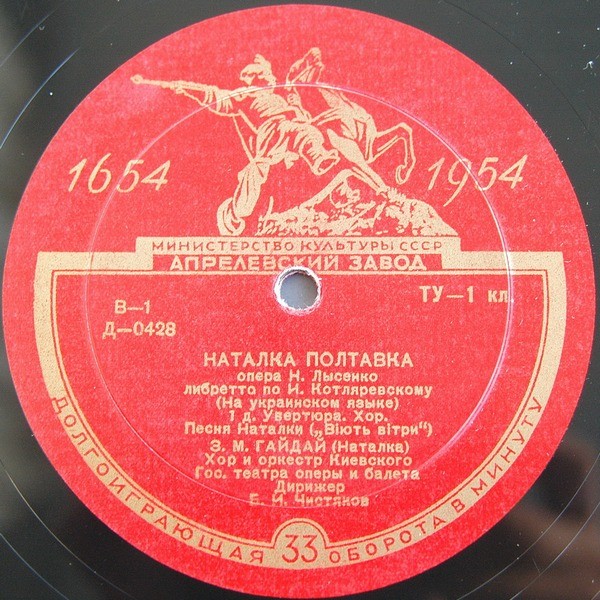 1654 1954
МИНИСТЕРСТВО КУЛЬТУРЫ СССР
АПРЕЛЕВСКИЙ ЗАВОД
В—1
Д—0428
ТУ—1 кл.
НАТАЛКА ПОЛТАВКА
опера Н. Лысенко
либретто по И. Котляревскому
(На украинском языке)
1 д. Увертюра. Хор.
Песня Наталки („Віють вітри“)
З. М. ГАЙДАЙ (Наталка)
Хор и оркестр Киевского
Гос. театра оперы и балета
Дирижер
Е. И. Чистяков
ДОЛГОИГРАЮЩАЯ 33 ОБОРОТА В МИНУТУ